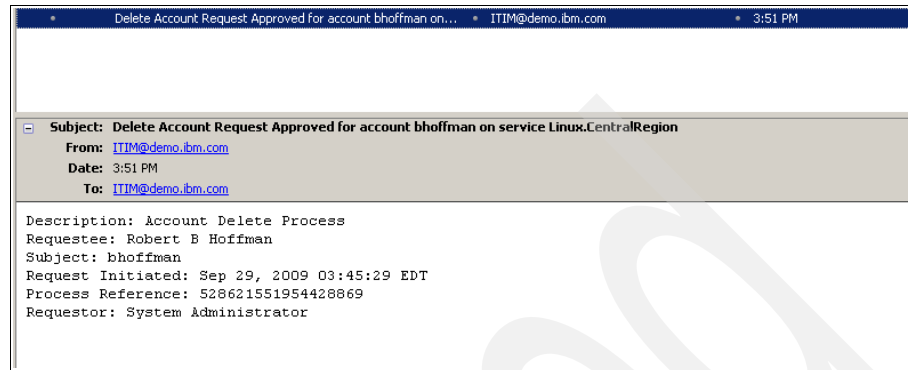 Delete Account Request Approved for account bhoffman on... ITIM@demo.ibm.com 3:51 PM
Subject: Delete Account Request Approved for account bhoffman on service Linux.CentralRegion
From: ITIM@demo.ibm.com
Date: 3:51 PM
To: ITIM@demo.ibm.com
Description: Account Delete Process
Requestee: Robert B Hoffman
Subject: bhoffman
Request Initiated: Sep 29, 2009 03:45:29 EDT
Process Reference: 528621551954428869
Requestor: System Administrator